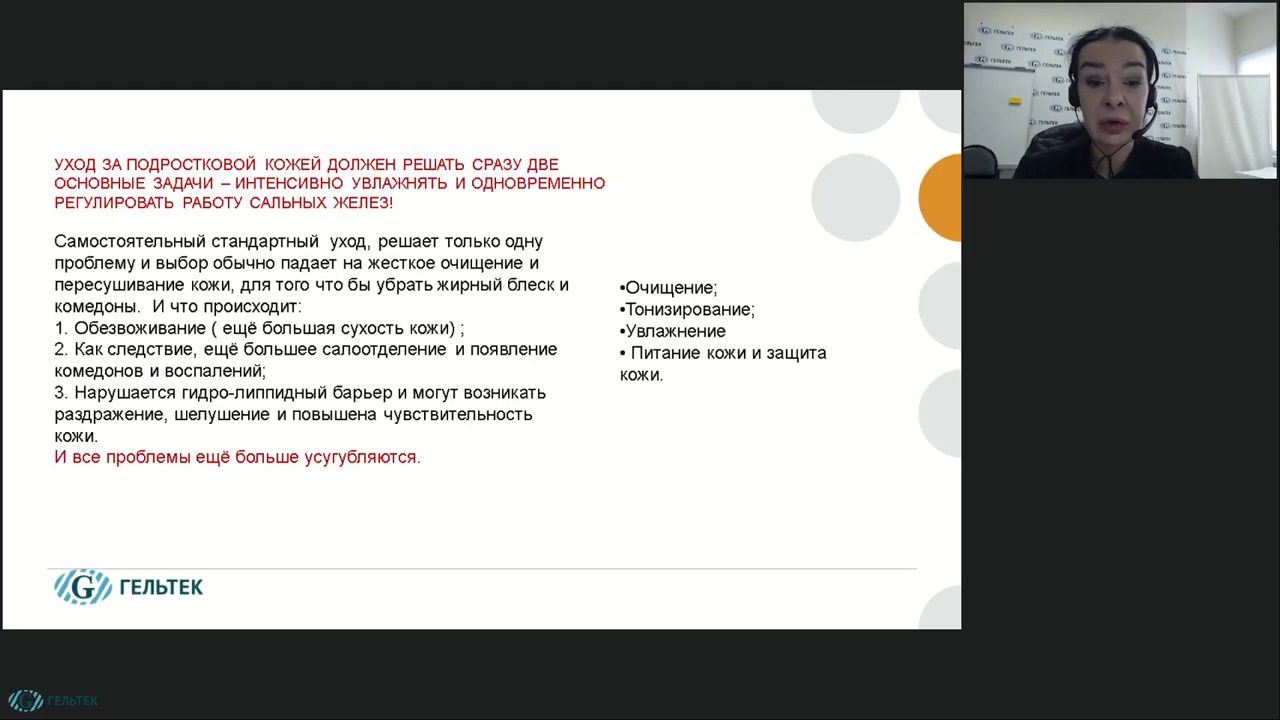 УХОД ЗА ПОДРОСТКОВОЙ КОЖЕЙ ДОЛЖЕН РЕШАТЬ СРАЗУ ДВЕ
ОСНОВНЫЕ ЗАДАЧИ – ИНТЕНСИВНО УВЛАЖНЯТЬ И ОДНОВРЕМЕННО
РЕГУЛИРОВАТЬ РАБОТУ САЛЬНЫХ ЖЕЛЕЗ!
Самостоятельный стандартный уход, решает только одну
проблему и выбор обычно падает на жесткое очищение и
пересушивание кожи, для того что бы убрать жирный блеск и
комедоны. И что происходит:
1. Обезвоживание ( ещё большая сухость кожи) ;
2. Как следствие, ещё большее салоотделение и появление
комедонов и воспалений;
3. Нарушается гидро-липпидный барьер и могут возникать
раздражение, шелушение и повышена чувствительность
кожи.
И все проблемы ещё больше усугубляются.
•Очищение;
•Тонизирование;
•Увлажнение
• Питание кожи и защита
кожи.
G ГЕЛЬТЕК
G ГЕЛЬТЕК
ГЕЛЬТЕК
ГЕЛЬТЕК
ГЕЛЬТЕК
ГЕЛЬТЕК